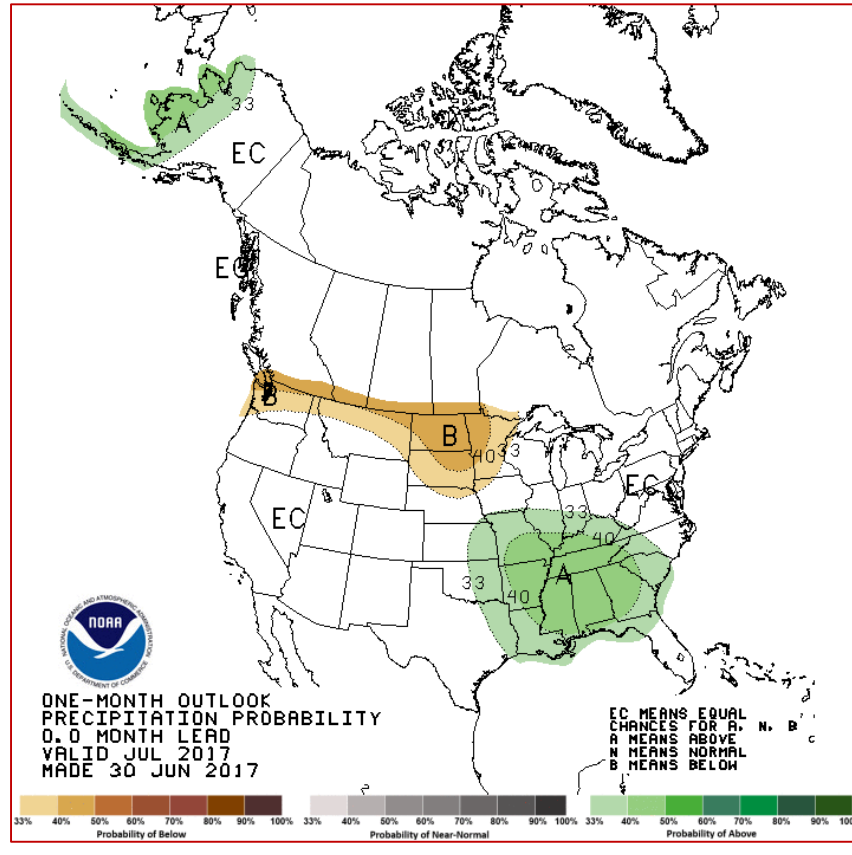 33
A
EC
EC
B
B
40
33
EC
EC
33
40
A
33
40
NATIONAL OCEANIC AND ATMOSPHERIC ADMINISTRATION
NOAA
U.S. DEPARTMENT OF COMMERCE
ONE-MONTH OUTLOOK
PRECIPITATION PROBABILITY
0.0 MONTH LEAD
VALID JUL 2017
MADE 30 JUN 2017
EC MEANS EQUAL
CHANCES FOR A, N, B
A MEANS ABOVE
N MEANS NORMAL
B MEANS BELOW
33% 40% 50% 60% 70% 80% 90% 100%
Probability of Below
33% 40% 50% 60% 70% 80% 90% 100%
Probability of Near-Normal
33% 40% 50% 60% 70% 80% 90% 100
Probability of Above